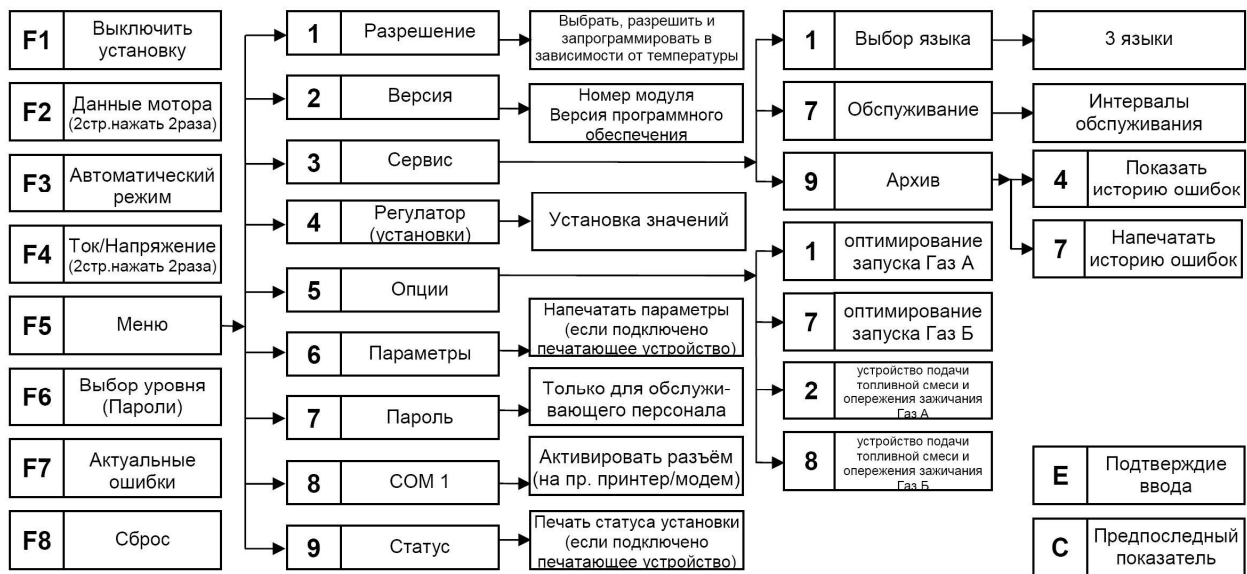 F1
Выключить
установку
F2
Данные мотора
(2стр.нажать 2раза)
F3
Автоматический
режим
F4
Ток/Напряжение
(2стр.нажать 2раза)
F5
Меню
F6
Выбор уровня
(Пароли)
F7
Актуальные
ошибки
F8
Сброс
1
Разрешение
2
Версия
3
Сервис
4
Регулатор
(установки)
5
Опции
6
Параметры
7
Пароль
8
COM 1
9
Статус
Выбрать, разрешить и
запрограммировать в
зависимости от температуры
Номер модуля
Версия програмного
обеспечения
Установка значений
Напечатать параметры
(если подключено
печатающее устройство)
Только для обслужи-
вающего персонала
Активировать разъём
(на пр. принтер/модем)
Печать статуса установки
(если подключено
печатающее устройство)
1
Выбор языка
7
Обслуживание
9
Архив
1
оптимирование
запуска Газ А
7
оптимирование
запуска Газ Б
2
устройство подачи
топливной смеси и
опережения зажичания
Газ А
8
устройство подачи
топливной смеси и
опережения зажичания
Газ Б
3 языки
Интервалы
обслуживания
4
Показать
историю ошибок
7
Напечатать
историю ошибок
E
Подтверждие
ввода
C
Предпоследный
показатель